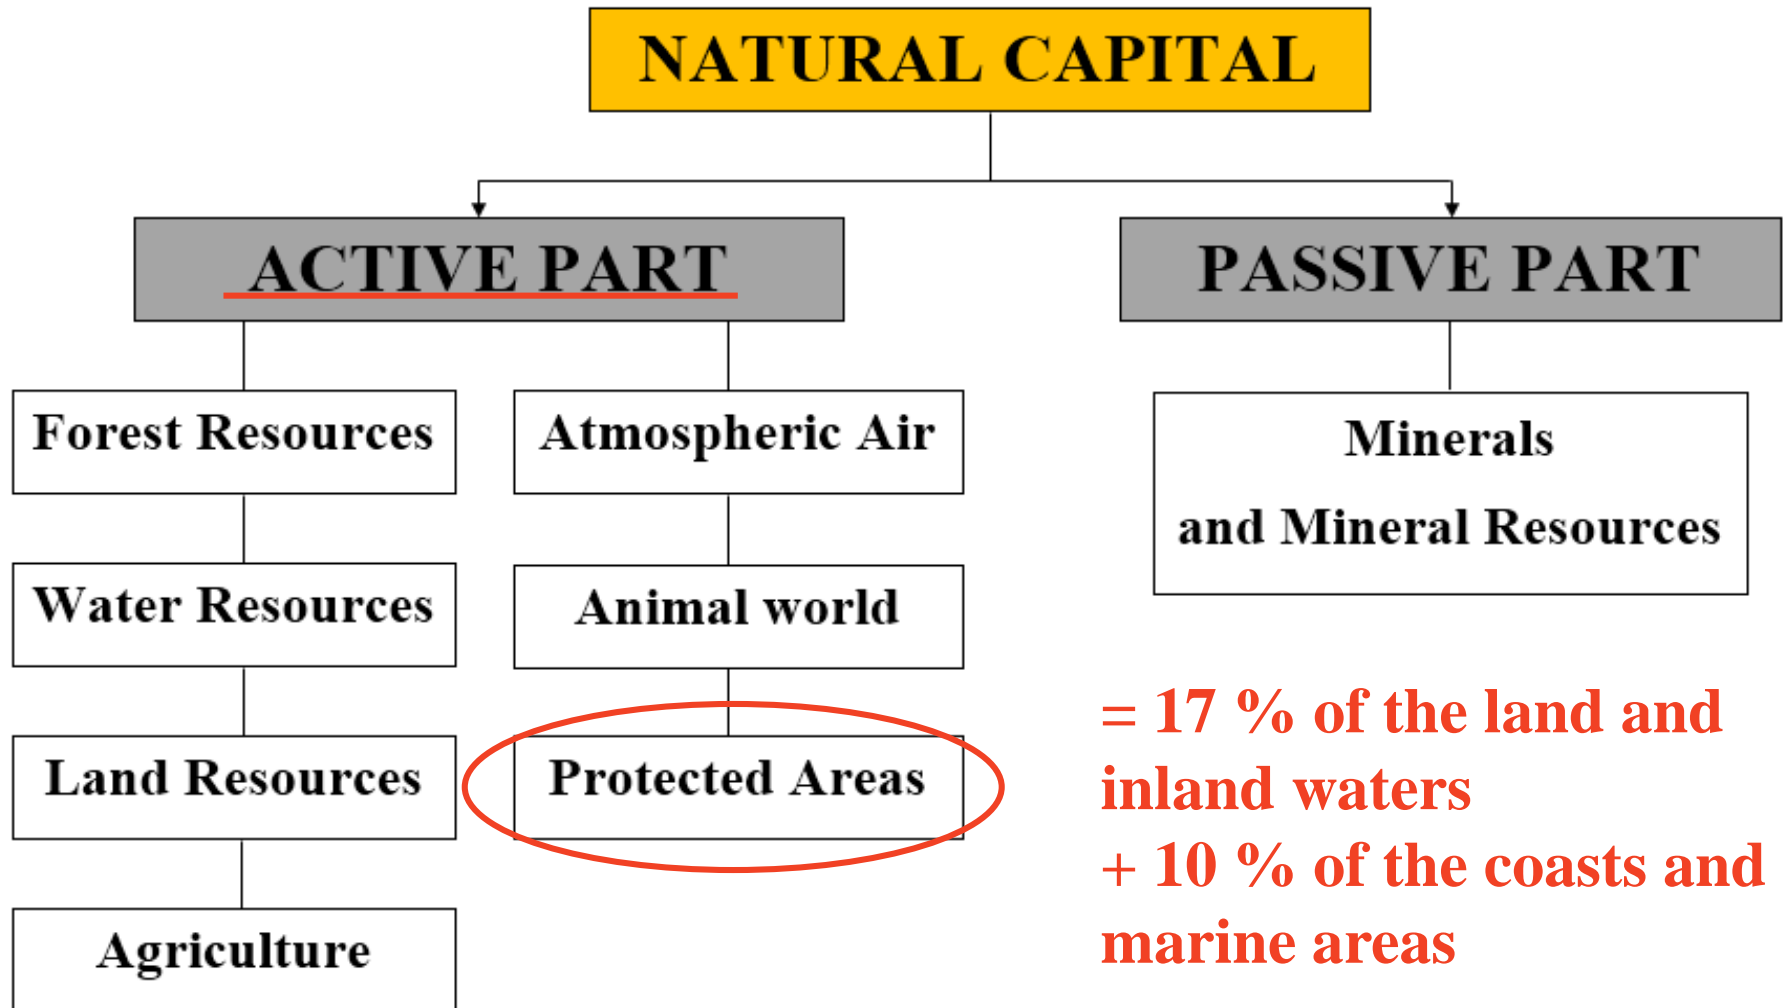 NATURAL CAPITAL
ACTIVE PART
PASSIVE PART
Forest Resources
Atmospheric Air
Minerals
and Mineral Resources
Water Resources
Animal world
Land Resources
Protected Areas
= 17 % of the land and
inland waters
+ 10 % of the coasts and
marine areas
Agriculture